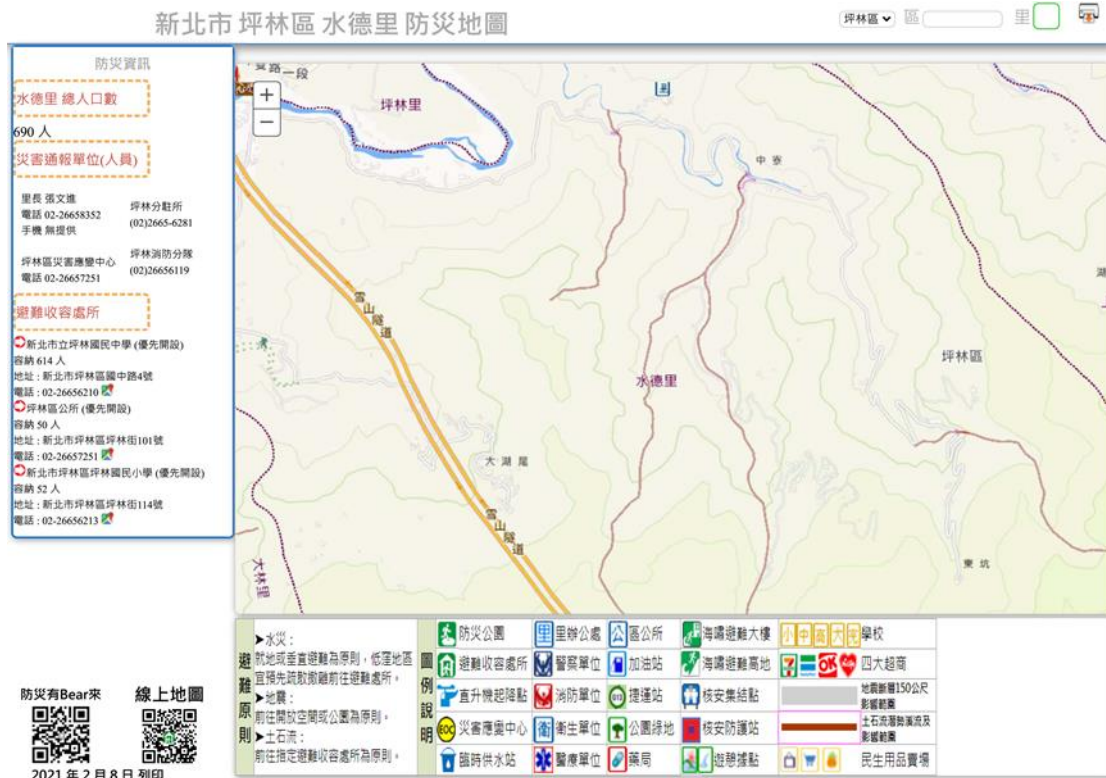 新北市 坪林區 水德里 防災地圖
坪林區
區
里
防災資訊
水德里 總人口數
690 人
災害通報單位(人員)
里長 張文進
電話 02-26658352
手機 無提供
坪林分駐所
(02)2665-6281
坪林區災害應變中心
電話 02-26657251
坪林消防分隊
(02)26656119
避難收容處所
新北市立坪林國民中學 (優先開設)
容納 614 人
地址 : 新北市坪林區國中路4號
電話 : 02-26656210
坪林區公所 (優先開設)
容納 50 人
地址 : 新北市坪林區坪林街101號
電話 : 02-26657251
新北市坪林區坪林國民小學 (優先開設)
容納 52 人
地址 : 新北市坪林區坪林街114號
電話 : 02-26656213
路一段
+
−
坪林里
里
中寮
雪山隧道
坪林區
水德里
大湖尾
雪山隧道
東坑
大林里
湖
避難原則
➤水災：
就地或垂直避難為原則，低窪地區
宜預先疏散撤離前往避難處所。
➤地震：
前往開放空間或公園為原則。
➤土石流：
前往指定避難收容處所為原則。
圖例說明
防災公園
里 里辦公處
公 區公所
海嘯避難大樓
小 中 高 大 完 學校
避難收容處所
警察單位
加油站
海嘯避難高地
7 OK 四大超商
直升機起降點
消防單位
捷運站
核安集結點
地震斷層150公尺
影響範圍
EOC 災害應變中心
衛 衛生單位
公園綠地
核安防護站
土石流潛勢溪流及
影響範圍
臨時供水站
醫療單位
藥局
遊憩據點
民生用品賣場
防災有Bear來
線上地圖
2021 年 2 月 8 日 列印